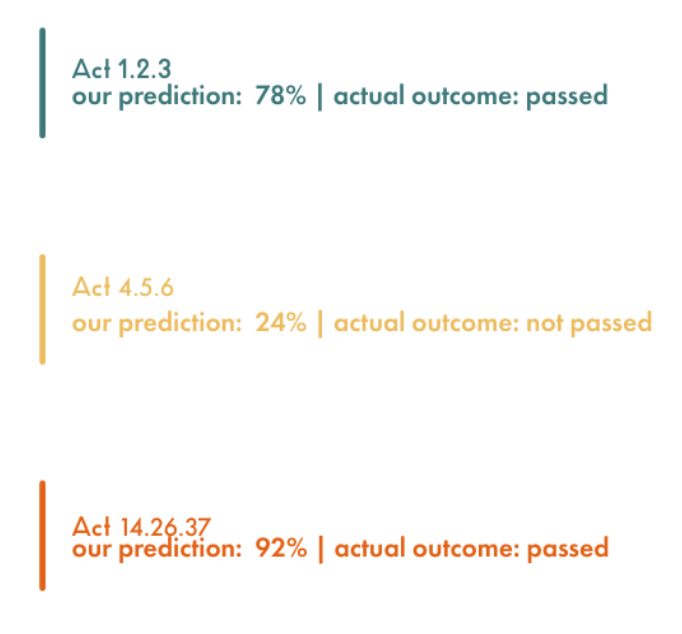 Act 1.2.3
our prediction: 78% | actual outcome: passed
Act 4.5.6
our prediction: 24% | actual outcome: not passed
Act 14.26.37
our prediction: 92% | actual outcome: passed